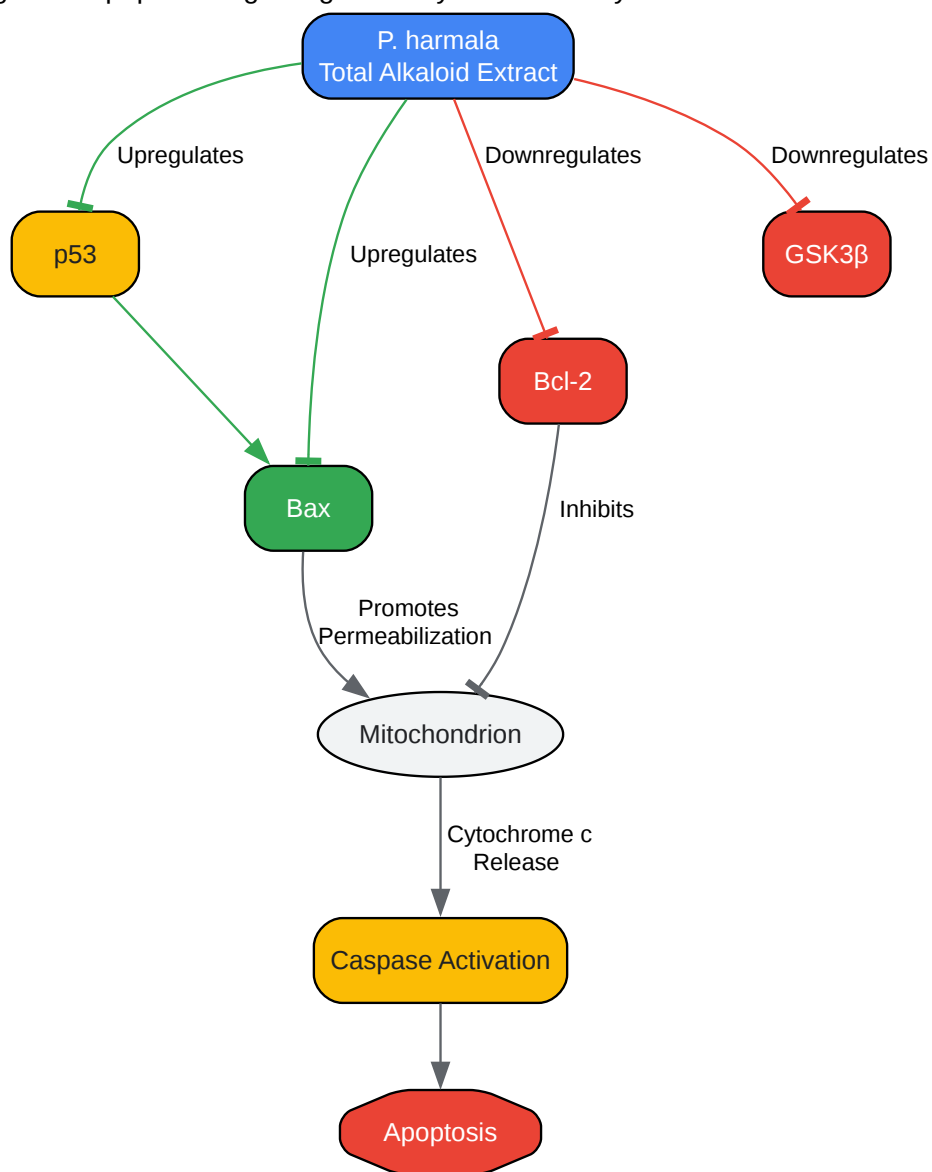 P. harmala
Total Alkaloid Extract
Upregulates
Downregulates
Downregulates
p53
Upregulates
GSK3β
Bcl-2
Bax
Inhibits
Promotes
Permeabilization
Mitochondrion
Cytochrome c
Release
Caspase Activation
Apoptosis